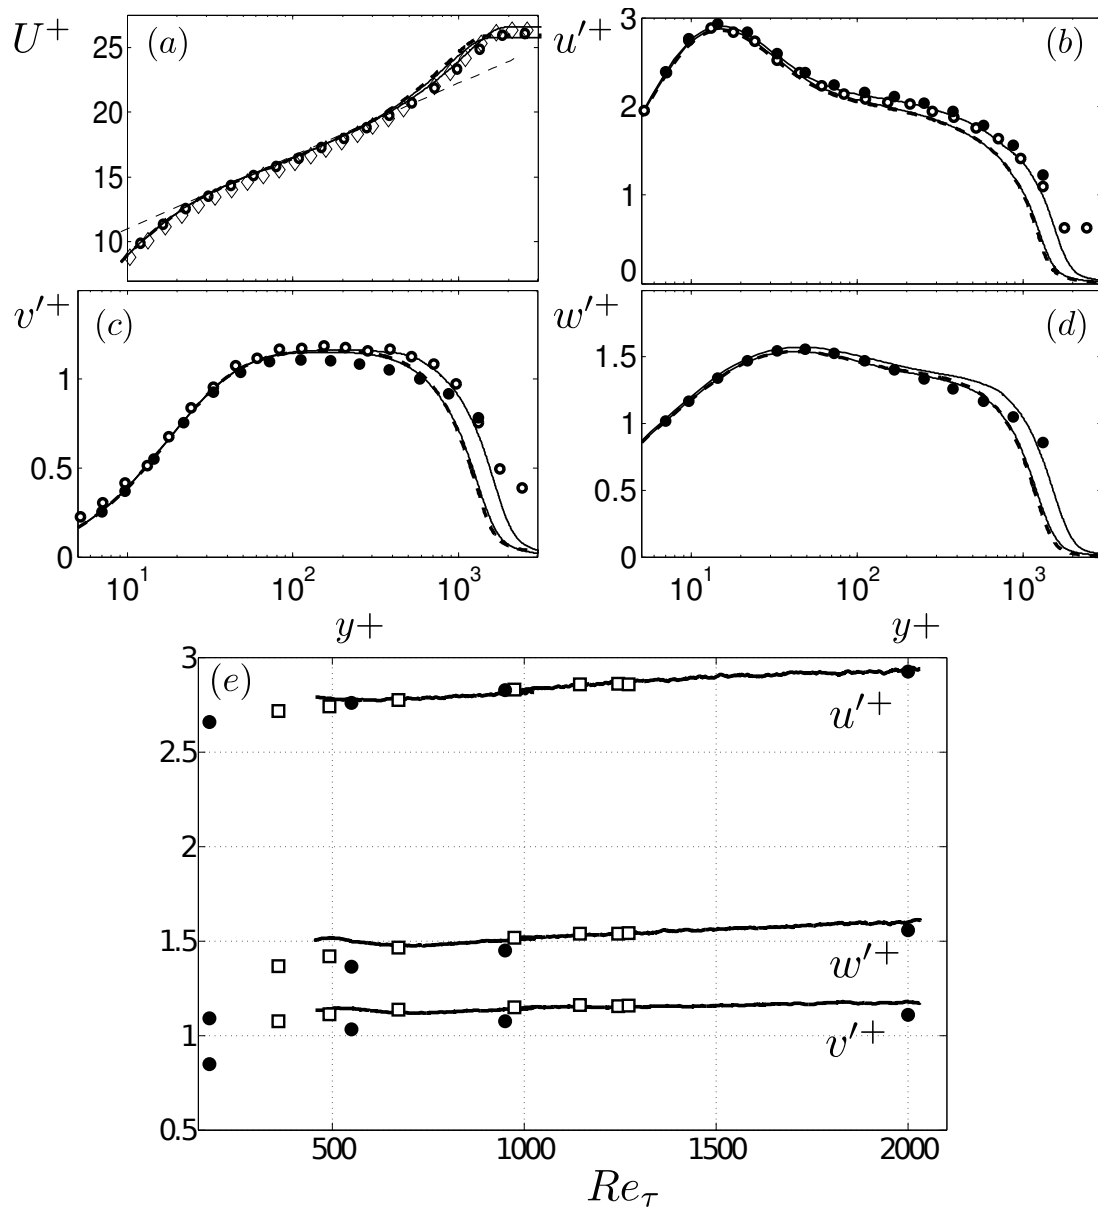 U⁺ (a) 25 20 15 10
u′⁺ (b) 3 2 1 0
v′⁺ (c) 1 0.5 0
w′⁺ (d) 1.5 1 0.5 0
10¹ 10² 10³ 10¹ 10² 10³
y+ y+
(e) 3 2.5 2 1.5 1 0.5
u′⁺
w′⁺
v′⁺
500 1000 1500 2000
Re_τ